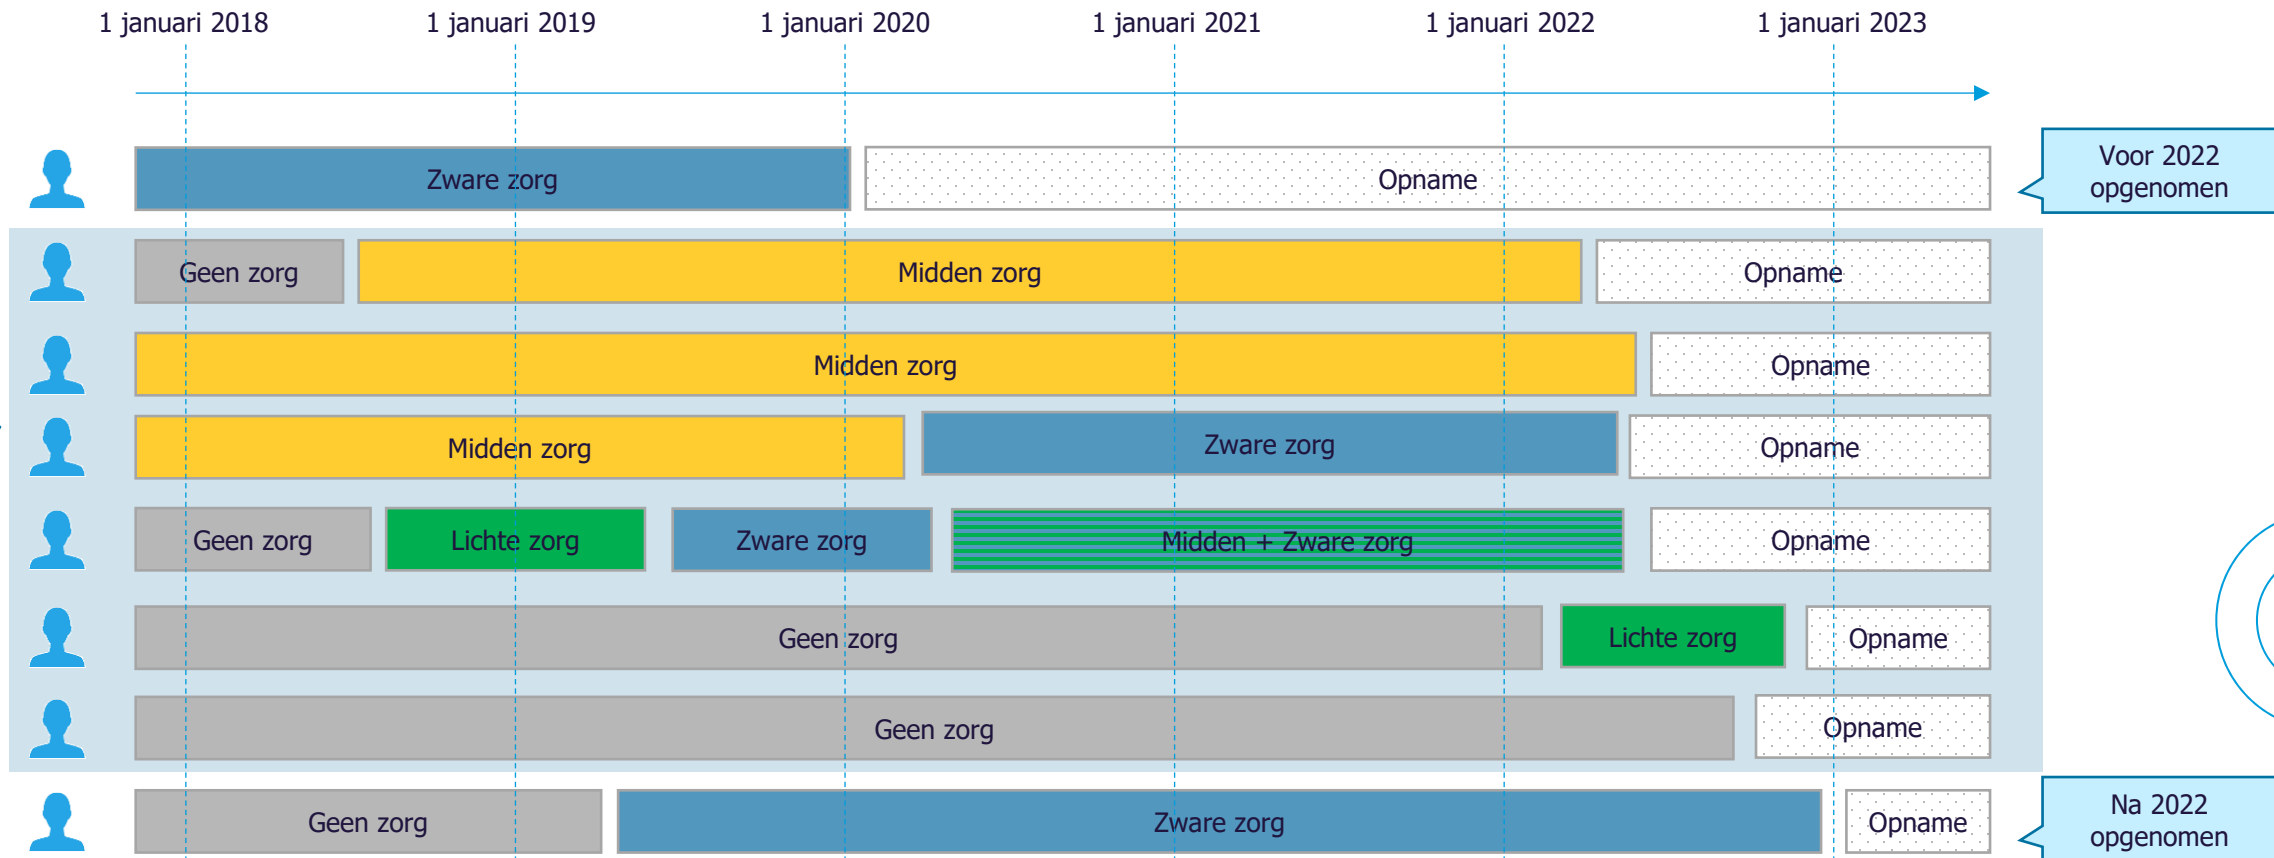 1 januari 2018
1 januari 2019
1 januari 2020
1 januari 2021
1 januari 2022
1 januari 2023
Zware zorg
Opname
Voor 2022
opgenomen
Geen zorg
Midden zorg
Opname
Midden zorg
Opname
Midden zorg
Zware zorg
Opname
Geen zorg
Lichte zorg
Zware zorg
Midden + Zware zorg
Opname
Geen zorg
Lichte zorg
Opname
Geen zorg
Opname
Geen zorg
Zware zorg
Opname
Na 2022
opgenomen